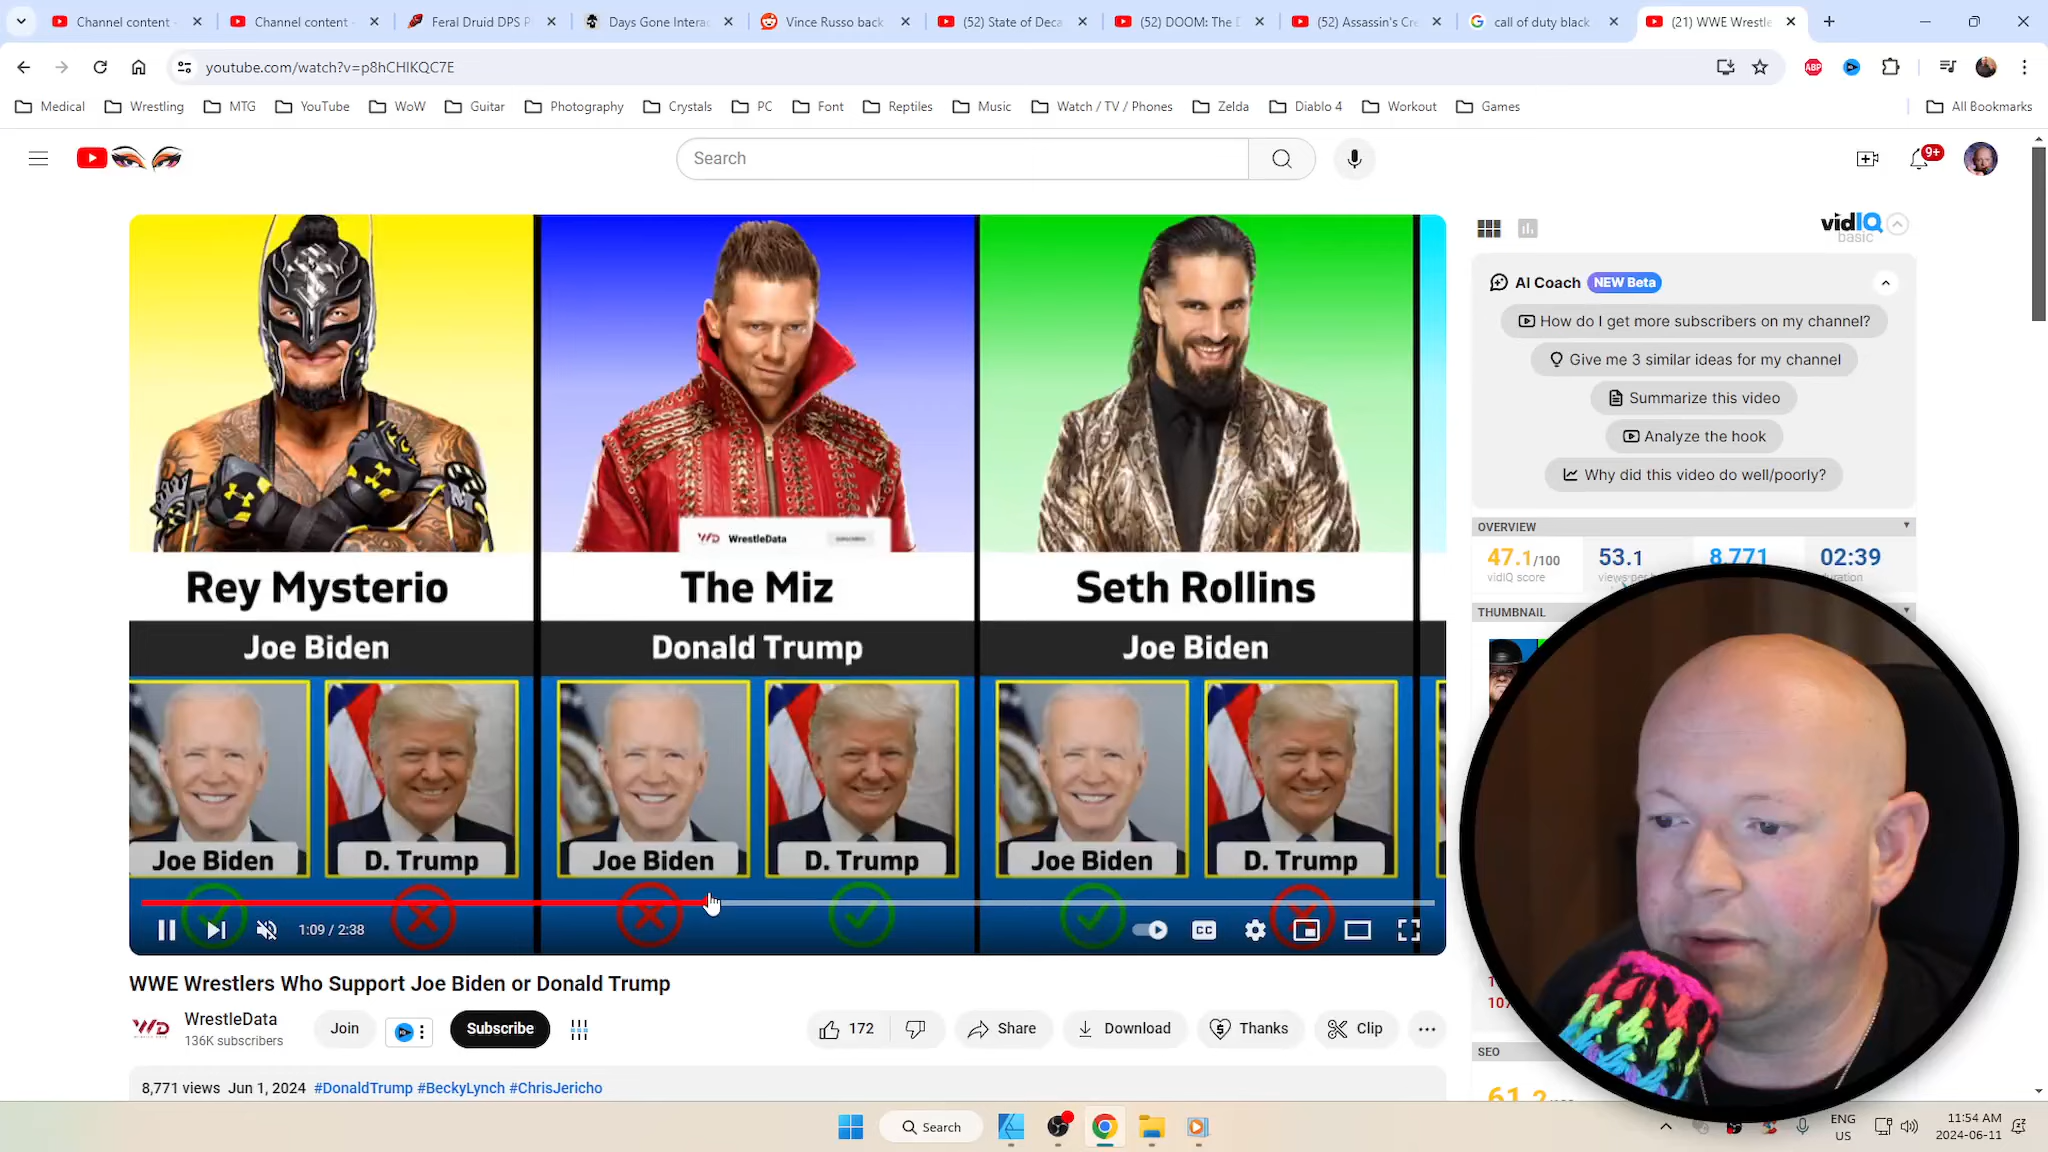 Channel content
Channel content
Feral Druid DPS P
Days Gone Interac
Vince Russo back
(52) State of Deca
(52) DOOM: The D
(52) Assassin's Cre
call of duty black
(21) WWE Wrestle
youtube.com/watch?v=p8hCHlKQC7E
ABP
Medical
Wrestling
MTG
YouTube
WoW
Guitar
Photography
Crystals
PC
Font
Reptiles
Music
Watch / TV / Phones
Zelda
Diablo 4
Workout
Games
All Bookmarks
Search
9+
vidIQ
basic
AI Coach NEW Beta
How do I get more subscribers on my channel?
Give me 3 similar ideas for my channel
Summarize this video
Analyze the hook
Why did this video do well/poorly?
OVERVIEW
47.1/100
53.1
8,771
02:39
vidIQ score
THUMBNAIL
WD WrestleData
Rey Mysterio
The Miz
Seth Rollins
Joe Biden
Donald Trump
Joe Biden
Joe Biden
D. Trump
Joe Biden
D. Trump
Joe Biden
D. Trump
1:09 / 2:38
CC
WWE Wrestlers Who Support Joe Biden or Donald Trump
WD
WrestleData
136K subscribers
Join
Subscribe
172
Share
Download
Thanks
Clip
SEO
8,771 views Jun 1, 2024 #DonaldTrump #BeckyLynch #ChrisJericho
Search
ENG
US
11:54 AM
2024-06-11